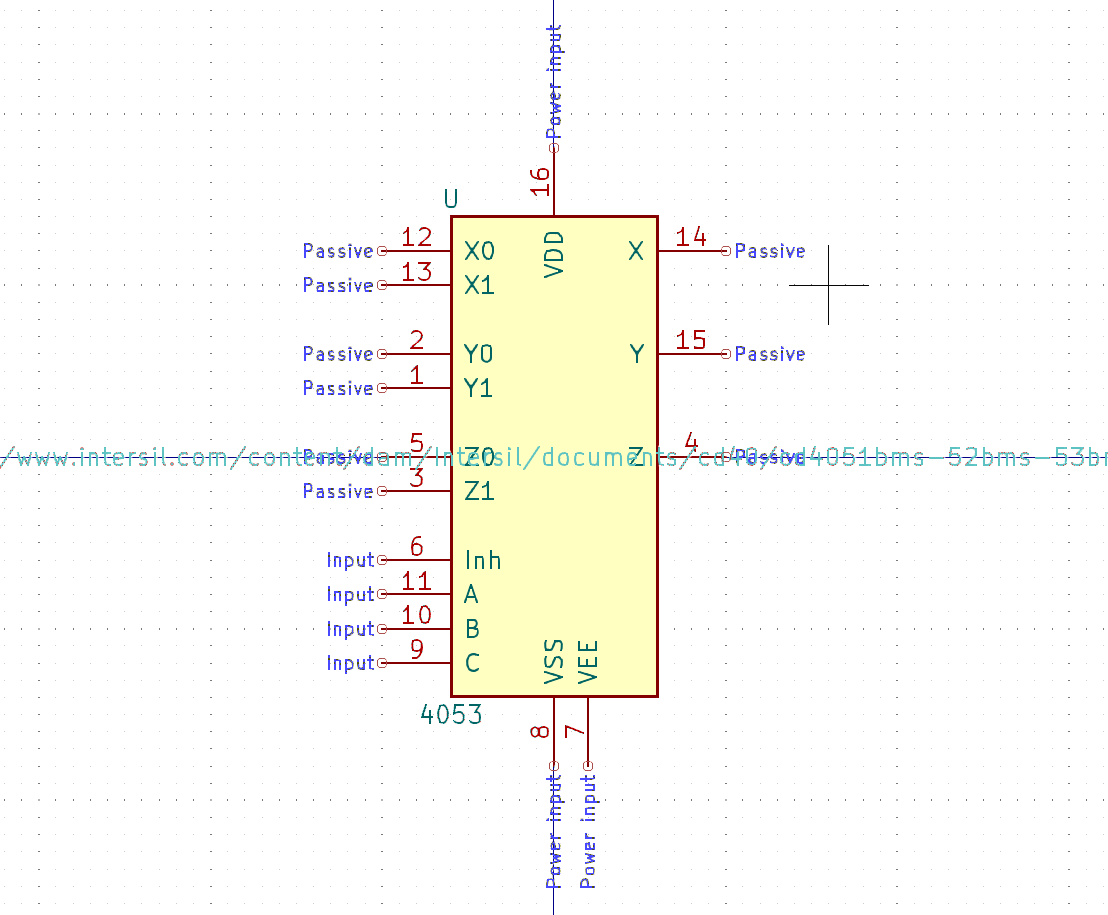 Power input
16
U
VDD
Passive 12 X0 X 14 Passive
Passive 13 X1
Passive 2 Y0 Y 15 Passive
Passive 1 Y1
Passive 5 Z0 Z 4 Passive
/www.intersil.com/content/dam/Intersil/documents/cd40/cd4051bms-52bms-53bm
Passive 3 Z1
Input 6 Inh
Input 11 A
Input 10 B
Input 9 C
VSS VEE
4053
8 7
Power input Power input